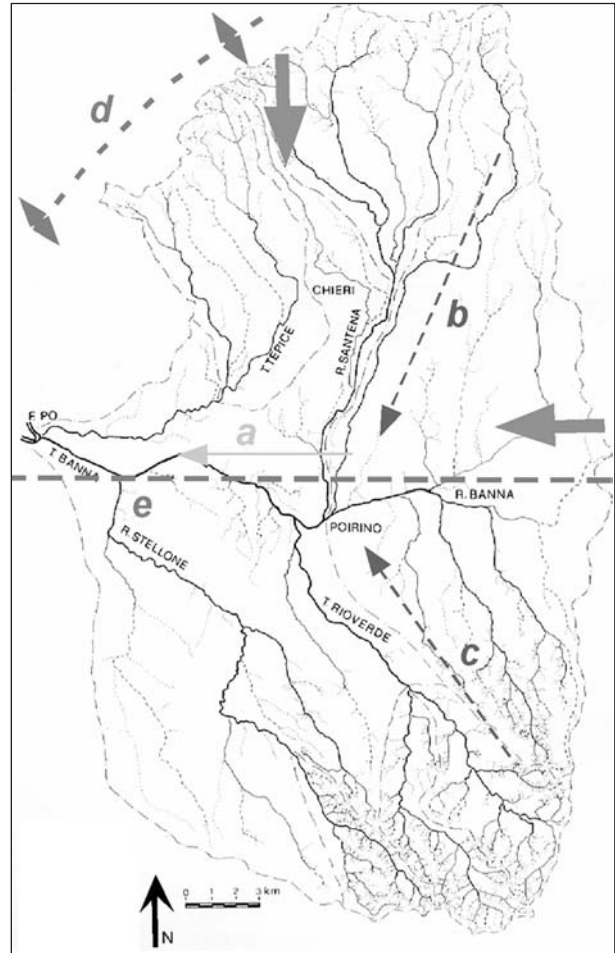 d
b
CHIERI
T.TEPICE
R. SANTENA
F. PO
a
T. BANNA
e
R. BANNA
POIRINO
R. STELLONE
T. RIOVERDE
c
0 1 2 3 km
N